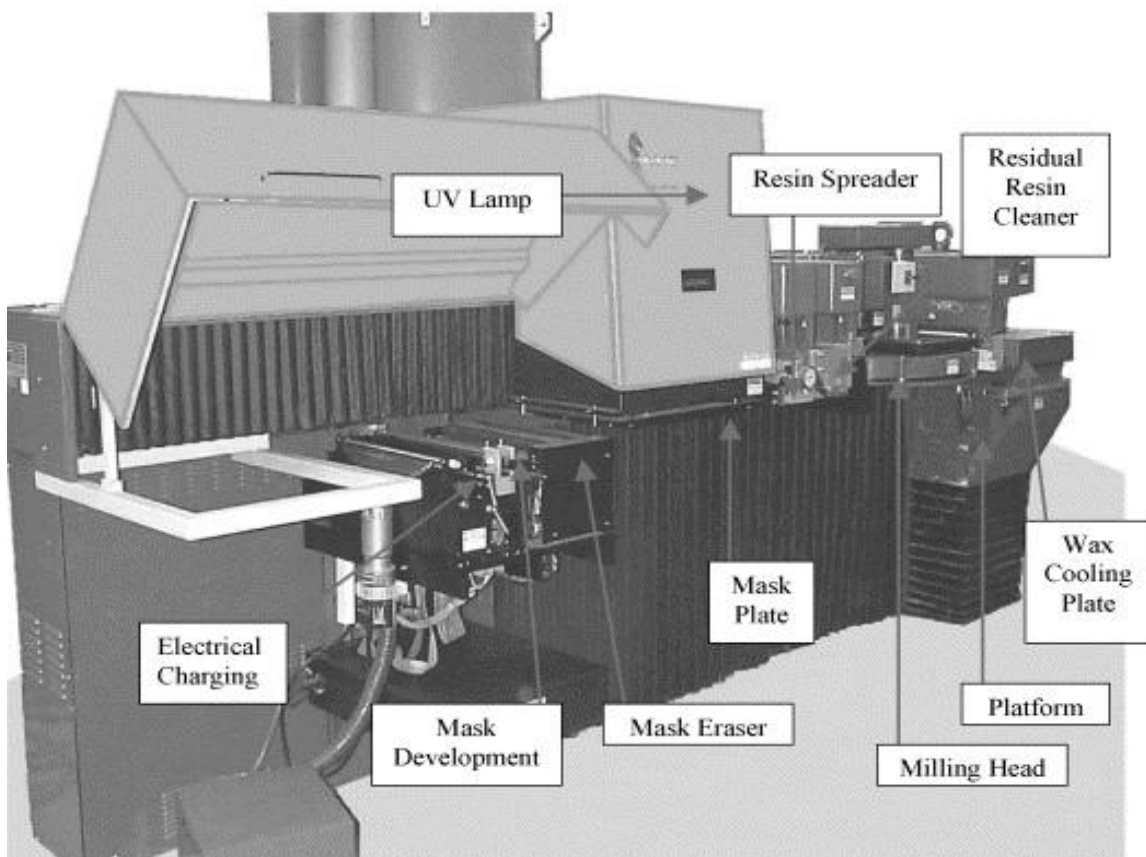 UV Lamp
Resin Spreader
Residual
Resin
Cleaner
Electrical
Charging
Mask
Development
Mask Eraser
Mask
Plate
Wax
Cooling
Plate
Platform
Milling Head